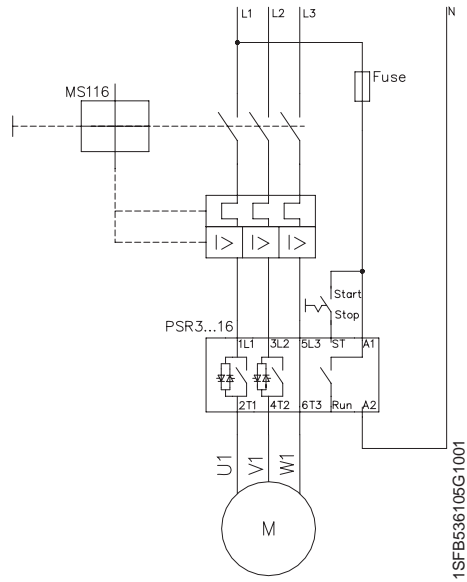 L1 L2 L3 N
Fuse
MS116
I> I> I>
Start
Stop
PSR3...16
1L1 3L2 5L3 ST A1
2T1 4T2 6T3 Run A2
U1 V1 W1
M
1SFB536105G1001